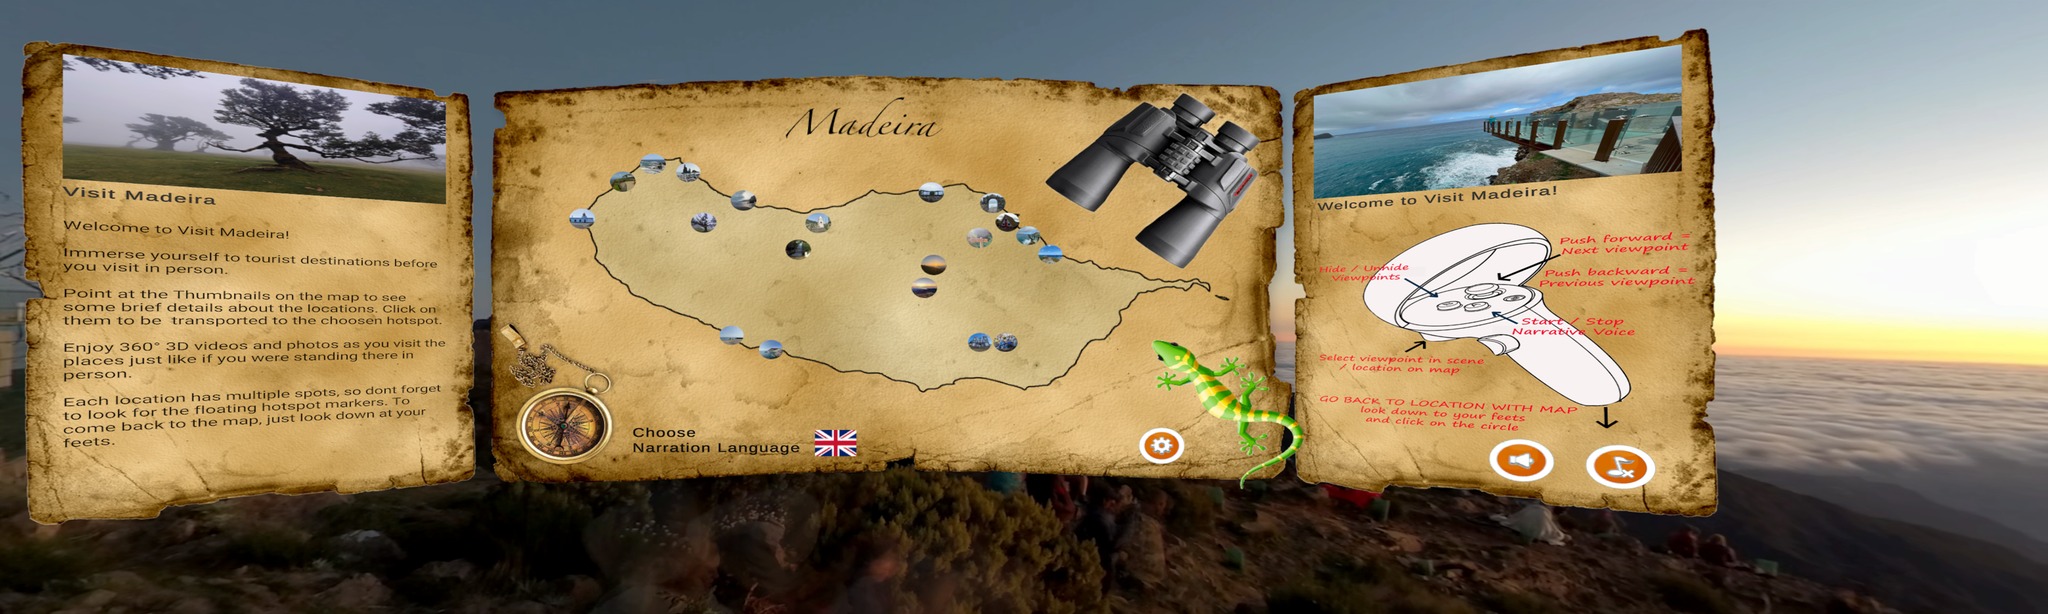 Visit Madeira
Welcome to Visit Madeira!
Immerse yourself to tourist destinations before
you visit in person.
Point at the Thumbnails on the map to see
some brief details about the locations. Click on
them to be transported to the choosen hotspot.
Enjoy 360° 3D videos and photos as you visit the
places just like if you were standing there in
person.
Each location has multiple spots, so dont forget
to look for the floating hotspot markers. To
come back to the map, just look down at your
feets.
Madeira
Choose
Narration Language
Welcome to Visit Madeira!
Push forward =
Next viewpoint
Hide / Unhide
Viewpoints
Push backward =
Previous viewpoint
Start / Stop
Narrative Voice
Select viewpoint in scene
/ location on map
GO BACK TO LOCATION WITH MAP
look down to your feets
and click on the circle